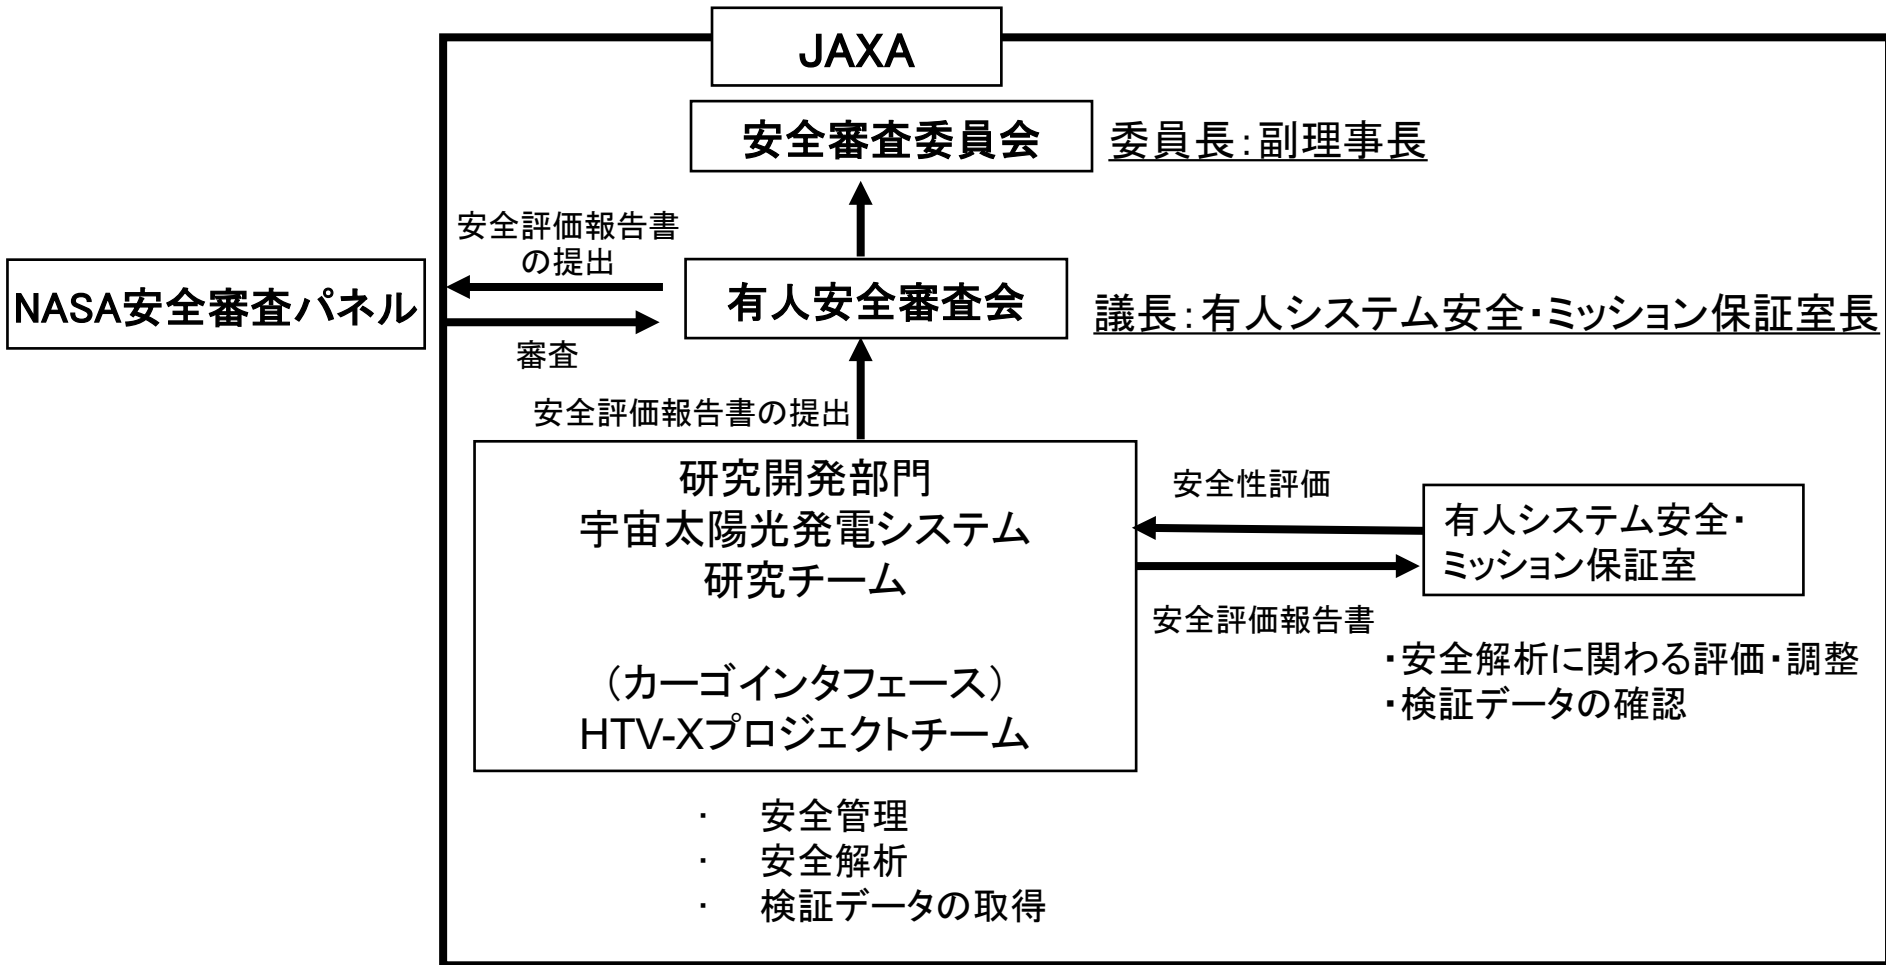 JAXA
安全審査委員会
委員長:副理事長
安全評価報告書
の提出
NASA安全審査パネル
有人安全審査会
議長:有人システム安全・ミッション保証室長
審査
安全評価報告書の提出
研究開発部門
宇宙太陽光発電システム
研究チーム
(カーゴインタフェース)
HTV-Xプロジェクトチーム
安全性評価
有人システム安全・
ミッション保証室
安全評価報告書
・安全解析に関わる評価・調整
・検証データの確認
・ 安全管理
・ 安全解析
・ 検証データの取得